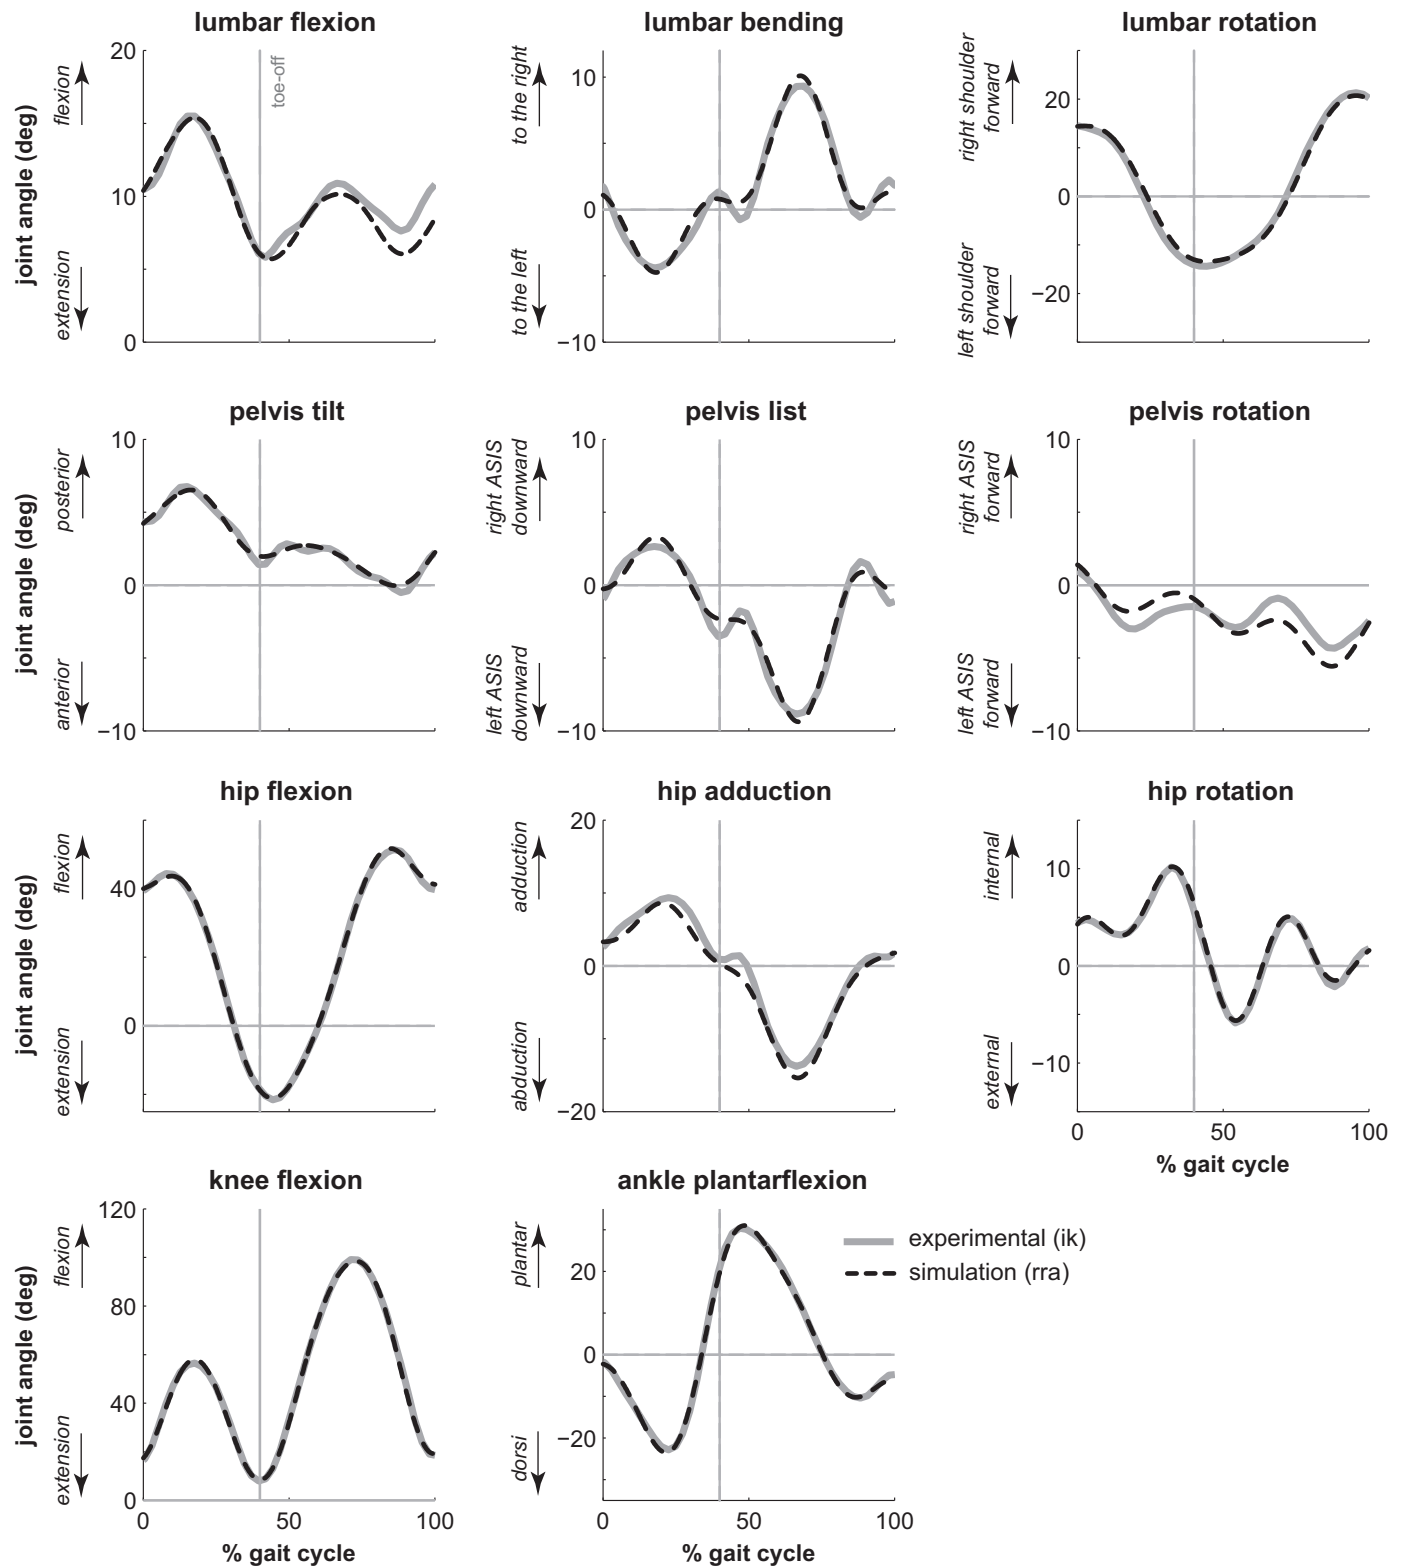 lumbar flexion
lumbar bending
lumbar rotation
joint angle (deg)
flexion
extension
20
10
0
toe-off
to the right
to the left
10
0
−10
right shoulder
forward
left shoulder
forward
20
0
−20
pelvis tilt
pelvis list
pelvis rotation
joint angle (deg)
posterior
anterior
10
0
−10
right ASIS
downward
left ASIS
downward
10
0
−10
right ASIS
forward
left ASIS
forward
10
0
−10
hip flexion
hip adduction
hip rotation
joint angle (deg)
flexion
extension
40
0
adduction
abduction
20
0
−20
internal
external
10
0
−10
0
50
100
% gait cycle
knee flexion
ankle plantarflexion
joint angle (deg)
flexion
extension
120
80
40
0
0
50
100
% gait cycle
plantar
dorsi
20
0
−20
0
50
100
% gait cycle
experimental (ik)
simulation (rra)